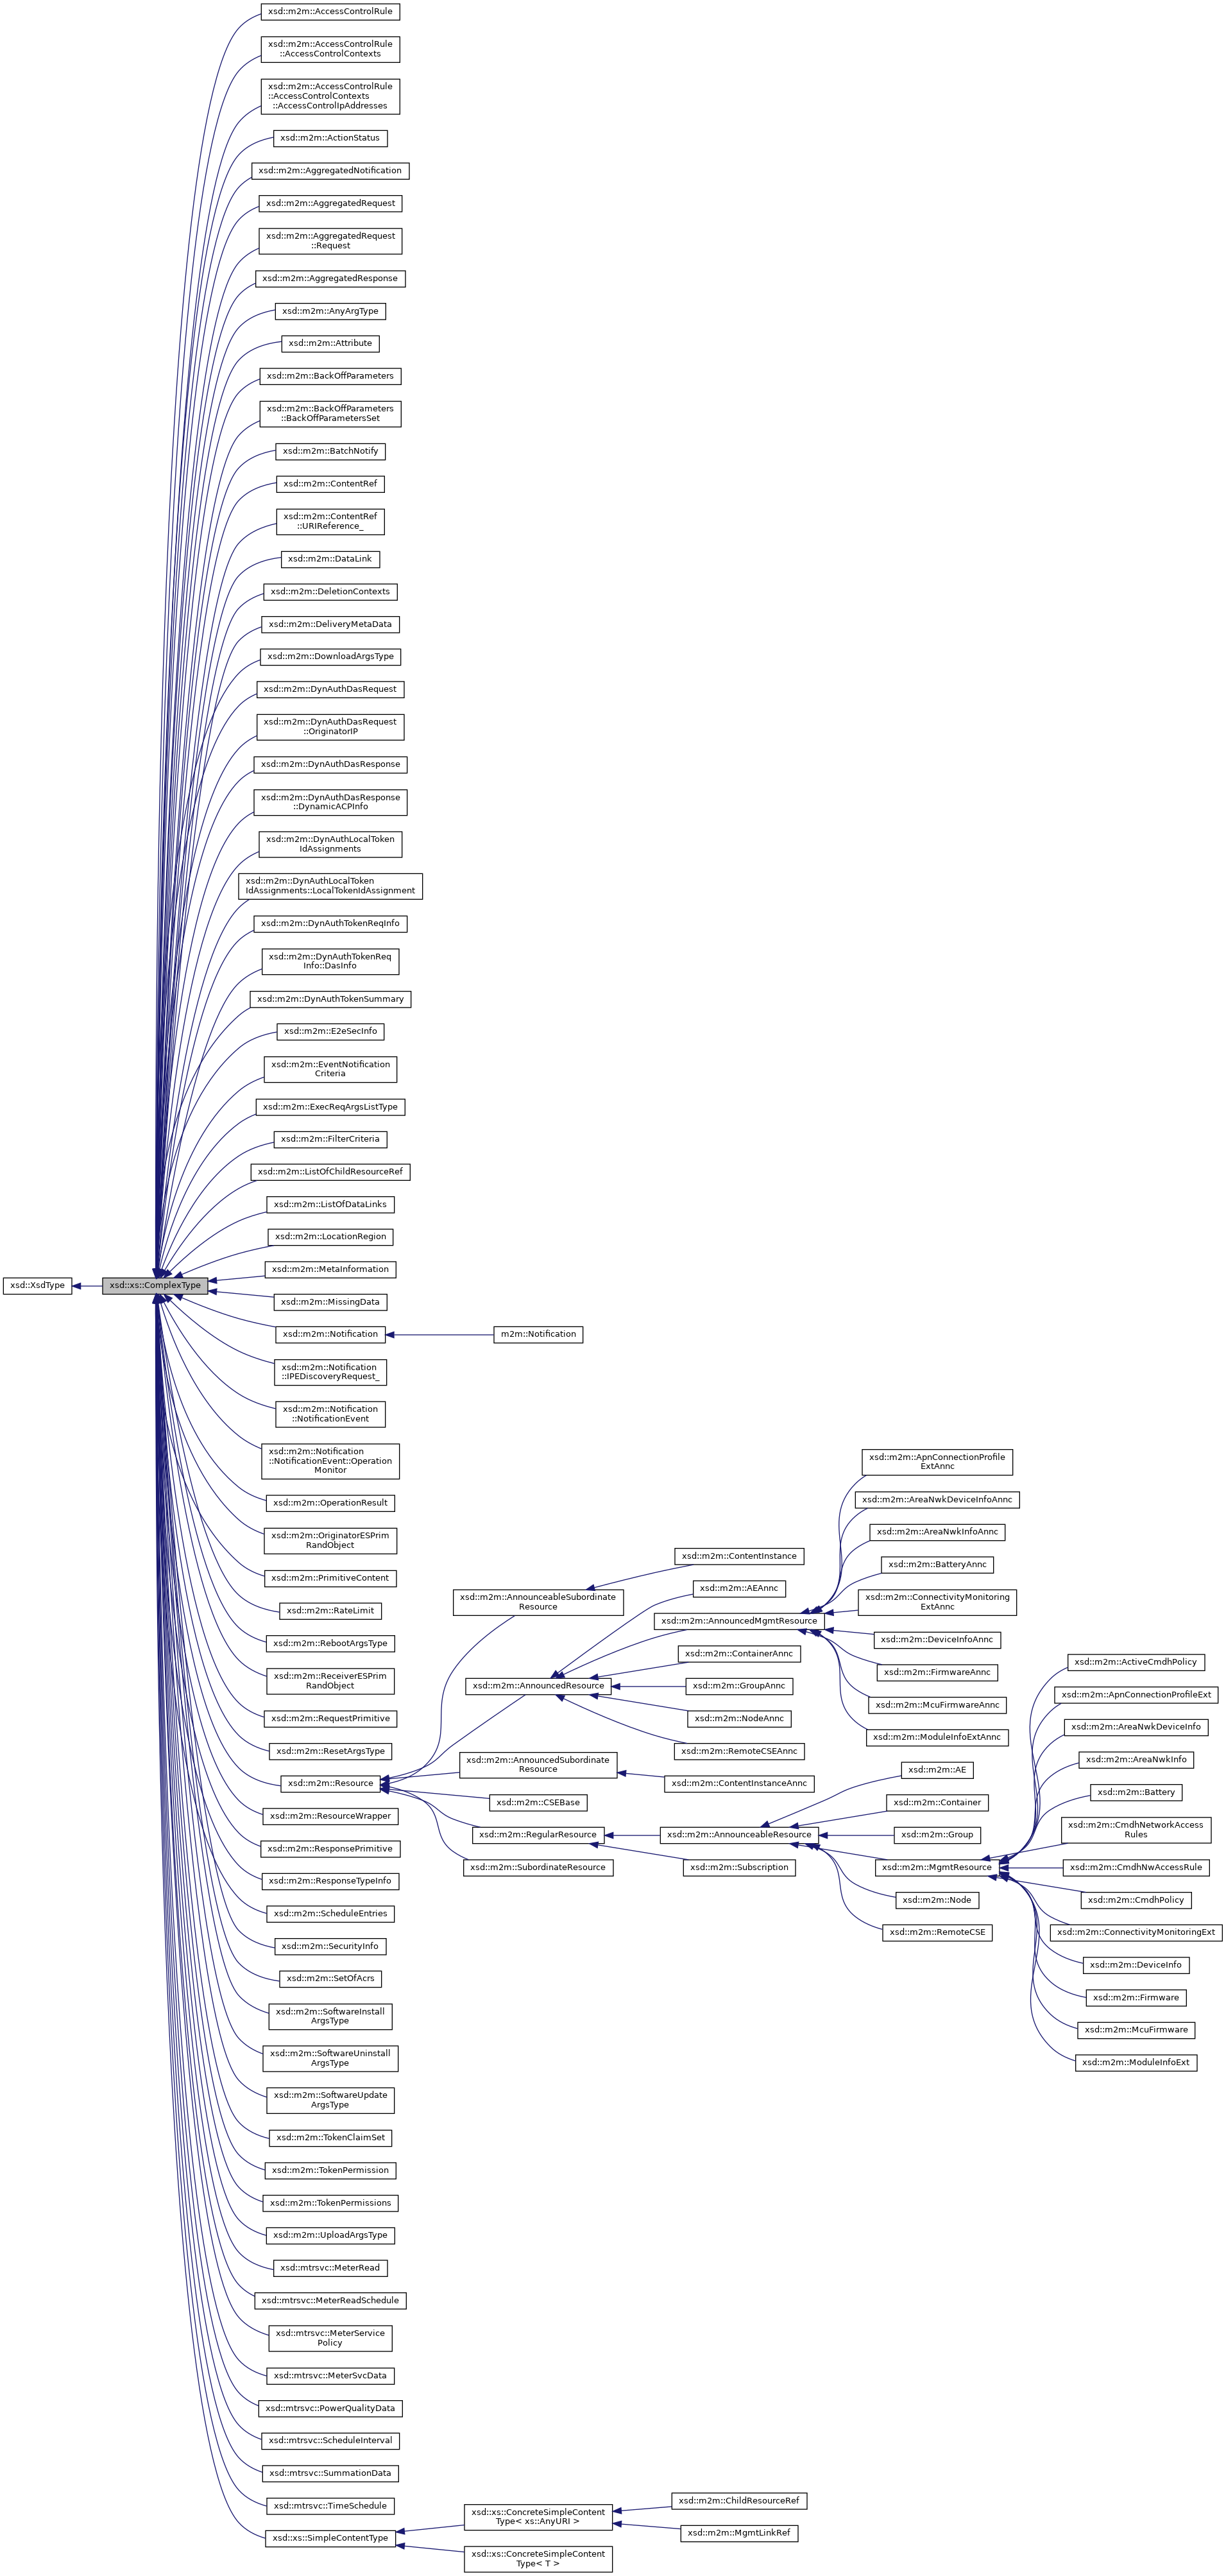 xsd::m2m::AccessControlRule
xsd::m2m::AccessControlRule
::AccessControlContexts
xsd::m2m::AccessControlRule
::AccessControlContexts
::AccessControlIpAddresses
xsd::m2m::ActionStatus
xsd::m2m::AggregatedNotification
xsd::m2m::AggregatedRequest
xsd::m2m::AggregatedRequest
::Request
xsd::m2m::AggregatedResponse
xsd::m2m::AnyArgType
xsd::m2m::Attribute
xsd::m2m::BackOffParameters
xsd::m2m::BackOffParameters
::BackOffParametersSet
xsd::m2m::BatchNotify
xsd::m2m::ContentRef
xsd::m2m::ContentRef
::URIReference_
xsd::m2m::DataLink
xsd::m2m::DeletionContexts
xsd::m2m::DeliveryMetaData
xsd::m2m::DownloadArgsType
xsd::m2m::DynAuthDasRequest
xsd::m2m::DynAuthDasRequest
::OriginatorIP
xsd::m2m::DynAuthDasResponse
xsd::m2m::DynAuthDasResponse
::DynamicACPInfo
xsd::m2m::DynAuthLocalToken
IdAssignments
xsd::m2m::DynAuthLocalToken
IdAssignments::LocalTokenIdAssignment
xsd::m2m::DynAuthTokenReqInfo
xsd::m2m::DynAuthTokenReq
Info::DasInfo
xsd::m2m::DynAuthTokenSummary
xsd::m2m::E2eSecInfo
xsd::m2m::EventNotification
Criteria
xsd::m2m::ExecReqArgsListType
xsd::m2m::FilterCriteria
xsd::m2m::ListOfChildResourceRef
xsd::m2m::ListOfDataLinks
xsd::m2m::LocationRegion
xsd::m2m::MetaInformation
xsd::XsdType
xsd::xs::ComplexType
xsd::m2m::MissingData
xsd::m2m::Notification
m2m::Notification
xsd::m2m::Notification
::IPEDiscoveryRequest_
xsd::m2m::Notification
::NotificationEvent
xsd::m2m::Notification
::NotificationEvent::Operation
Monitor
xsd::m2m::OperationResult
xsd::m2m::OriginatorESPrim
RandObject
xsd::m2m::PrimitiveContent
xsd::m2m::RateLimit
xsd::m2m::RebootArgsType
xsd::m2m::ReceiverESPrim
RandObject
xsd::m2m::RequestPrimitive
xsd::m2m::ResetArgsType
xsd::m2m::Resource
xsd::m2m::ResourceWrapper
xsd::m2m::ResponsePrimitive
xsd::m2m::ResponseTypeInfo
xsd::m2m::ScheduleEntries
xsd::m2m::SecurityInfo
xsd::m2m::SetOfAcrs
xsd::m2m::SoftwareInstall
ArgsType
xsd::m2m::SoftwareUninstall
ArgsType
xsd::m2m::SoftwareUpdate
ArgsType
xsd::m2m::TokenClaimSet
xsd::m2m::TokenPermission
xsd::m2m::TokenPermissions
xsd::m2m::UploadArgsType
xsd::mtrsvc::MeterRead
xsd::mtrsvc::MeterReadSchedule
xsd::mtrsvc::MeterService
Policy
xsd::mtrsvc::MeterSvcData
xsd::mtrsvc::PowerQualityData
xsd::mtrsvc::ScheduleInterval
xsd::mtrsvc::SummationData
xsd::mtrsvc::TimeSchedule
xsd::xs::SimpleContentType
xsd::m2m::AnnounceableSubordinate
Resource
xsd::m2m::AnnouncedResource
xsd::m2m::AnnouncedSubordinate
Resource
xsd::m2m::CSEBase
xsd::m2m::RegularResource
xsd::m2m::SubordinateResource
xsd::m2m::ContentInstance
xsd::m2m::AEAnnc
xsd::m2m::AnnouncedMgmtResource
xsd::m2m::ContainerAnnc
xsd::m2m::GroupAnnc
xsd::m2m::NodeAnnc
xsd::m2m::RemoteCSEAnnc
xsd::m2m::ContentInstanceAnnc
xsd::m2m::AnnounceableResource
xsd::m2m::Subscription
xsd::m2m::ApnConnectionProfile
ExtAnnc
xsd::m2m::AreaNwkDeviceInfoAnnc
xsd::m2m::AreaNwkInfoAnnc
xsd::m2m::BatteryAnnc
xsd::m2m::ConnectivityMonitoring
ExtAnnc
xsd::m2m::DeviceInfoAnnc
xsd::m2m::FirmwareAnnc
xsd::m2m::McuFirmwareAnnc
xsd::m2m::ModuleInfoExtAnnc
xsd::m2m::AE
xsd::m2m::Container
xsd::m2m::Group
xsd::m2m::MgmtResource
xsd::m2m::Node
xsd::m2m::RemoteCSE
xsd::m2m::ActiveCmdhPolicy
xsd::m2m::ApnConnectionProfileExt
xsd::m2m::AreaNwkDeviceInfo
xsd::m2m::AreaNwkInfo
xsd::m2m::Battery
xsd::m2m::CmdhNetworkAccess
Rules
xsd::m2m::CmdhNwAccessRule
xsd::m2m::CmdhPolicy
xsd::m2m::ConnectivityMonitoringExt
xsd::m2m::DeviceInfo
xsd::m2m::Firmware
xsd::m2m::McuFirmware
xsd::m2m::ModuleInfoExt
xsd::xs::ConcreteSimpleContent
Type< xs::AnyURI >
xsd::xs::ConcreteSimpleContent
Type< T >
xsd::m2m::ChildResourceRef
xsd::m2m::MgmtLinkRef